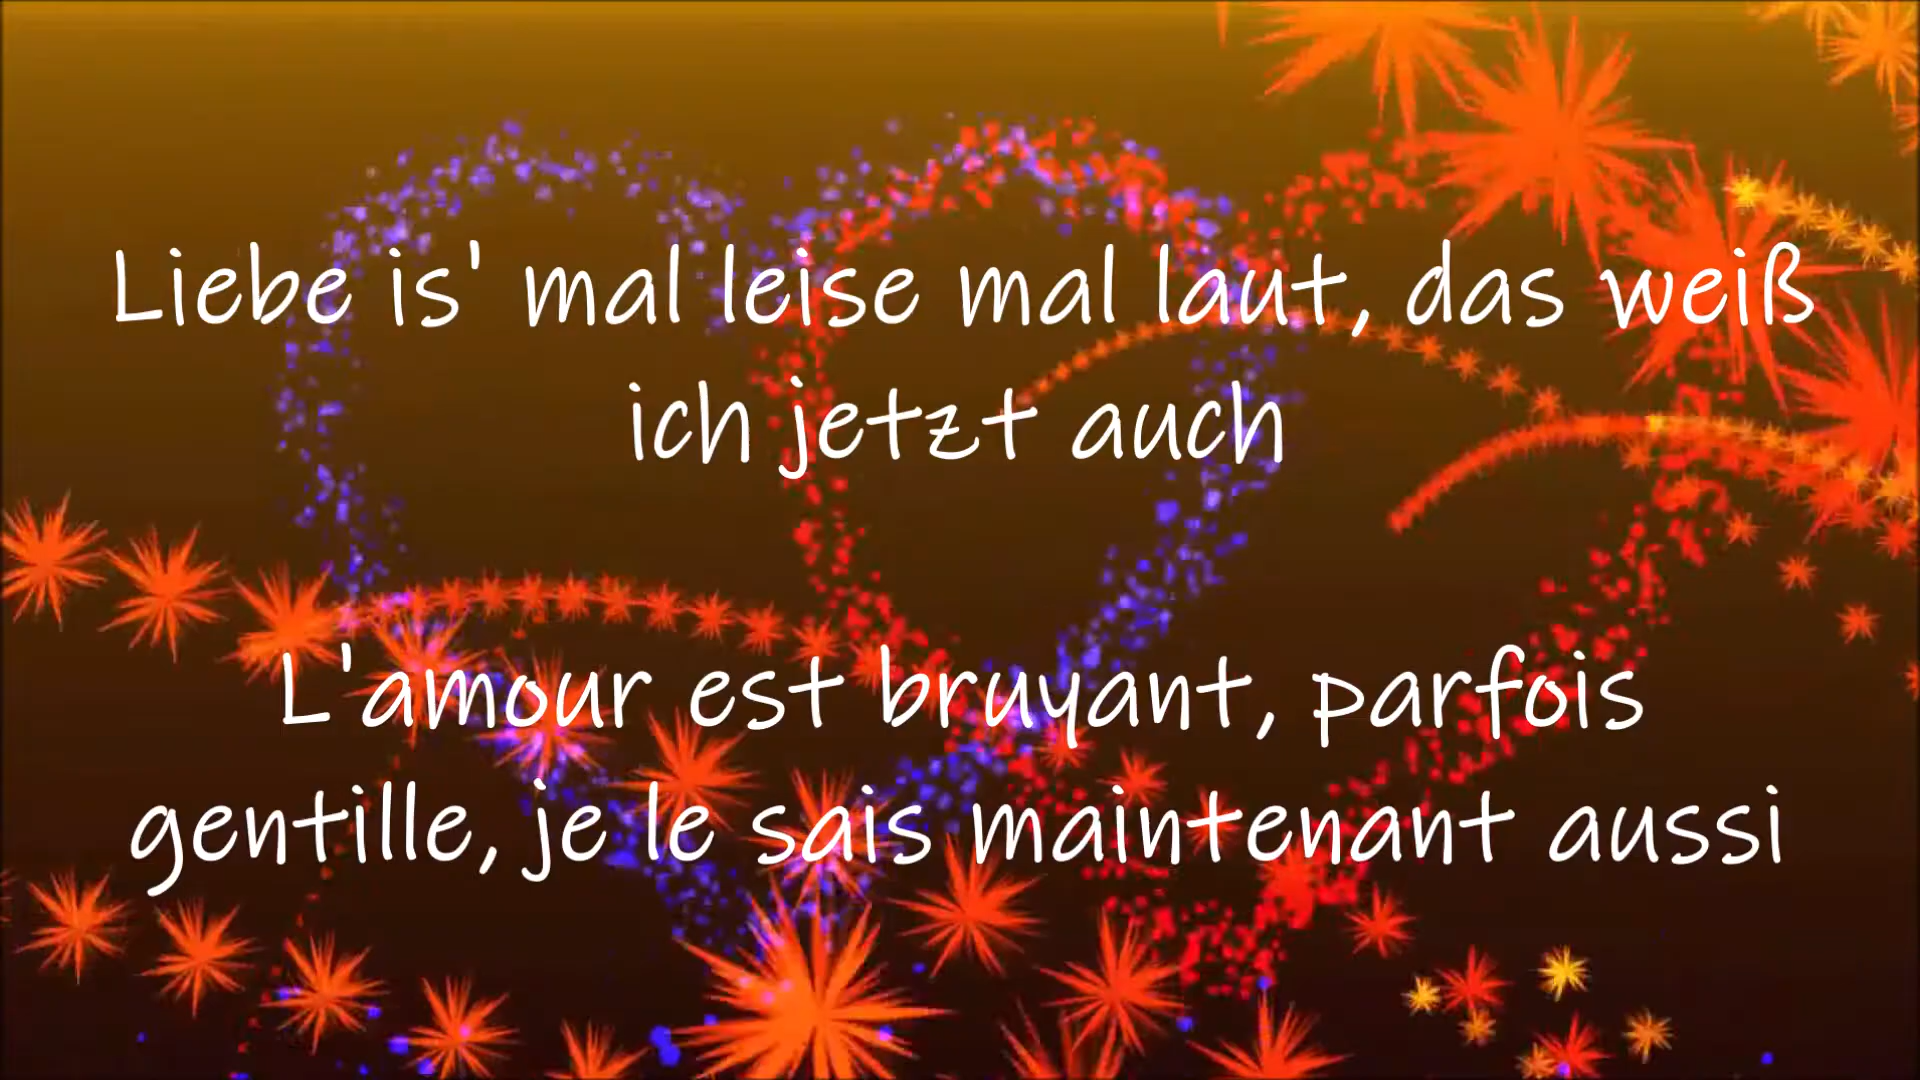 Liebe is' mal leise mal laut, das weiß
ich jetzt auch
L'amour est bruyant, parfois
gentille, je le sais maintenant aussi